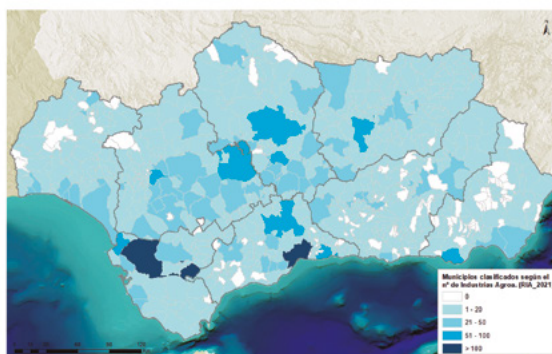 Municipios clasificados según el
nº de Industrias Agroa. (RIA_2021)
0
1 - 20
21 - 50
51 - 100
> 100